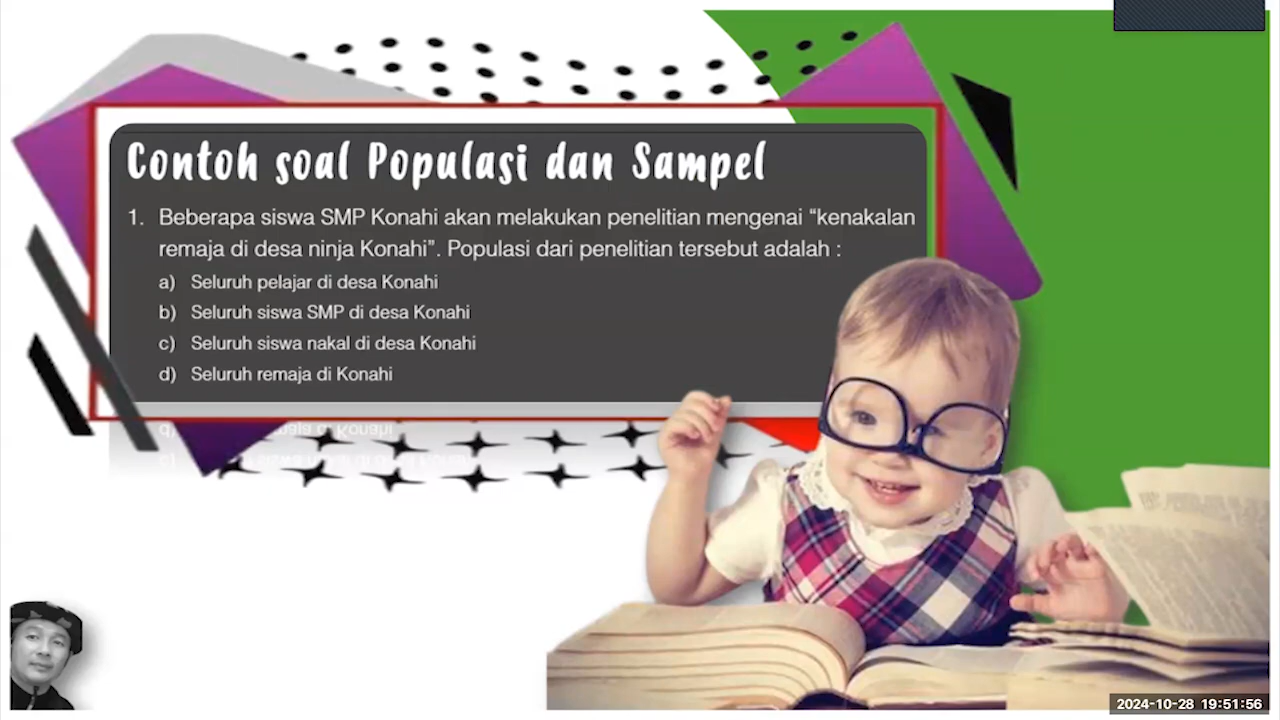 Contoh soal Populasi dan Sampel
1. Beberapa siswa SMP Konahi akan melakukan penelitian mengenai “kenakalan
remaja di desa ninja Konahi”. Populasi dari penelitian tersebut adalah :
a) Seluruh pelajar di desa Konahi
b) Seluruh siswa SMP di desa Konahi
c) Seluruh siswa nakal di desa Konahi
d) Seluruh remaja di Konahi
2024-10-28 19:51:56